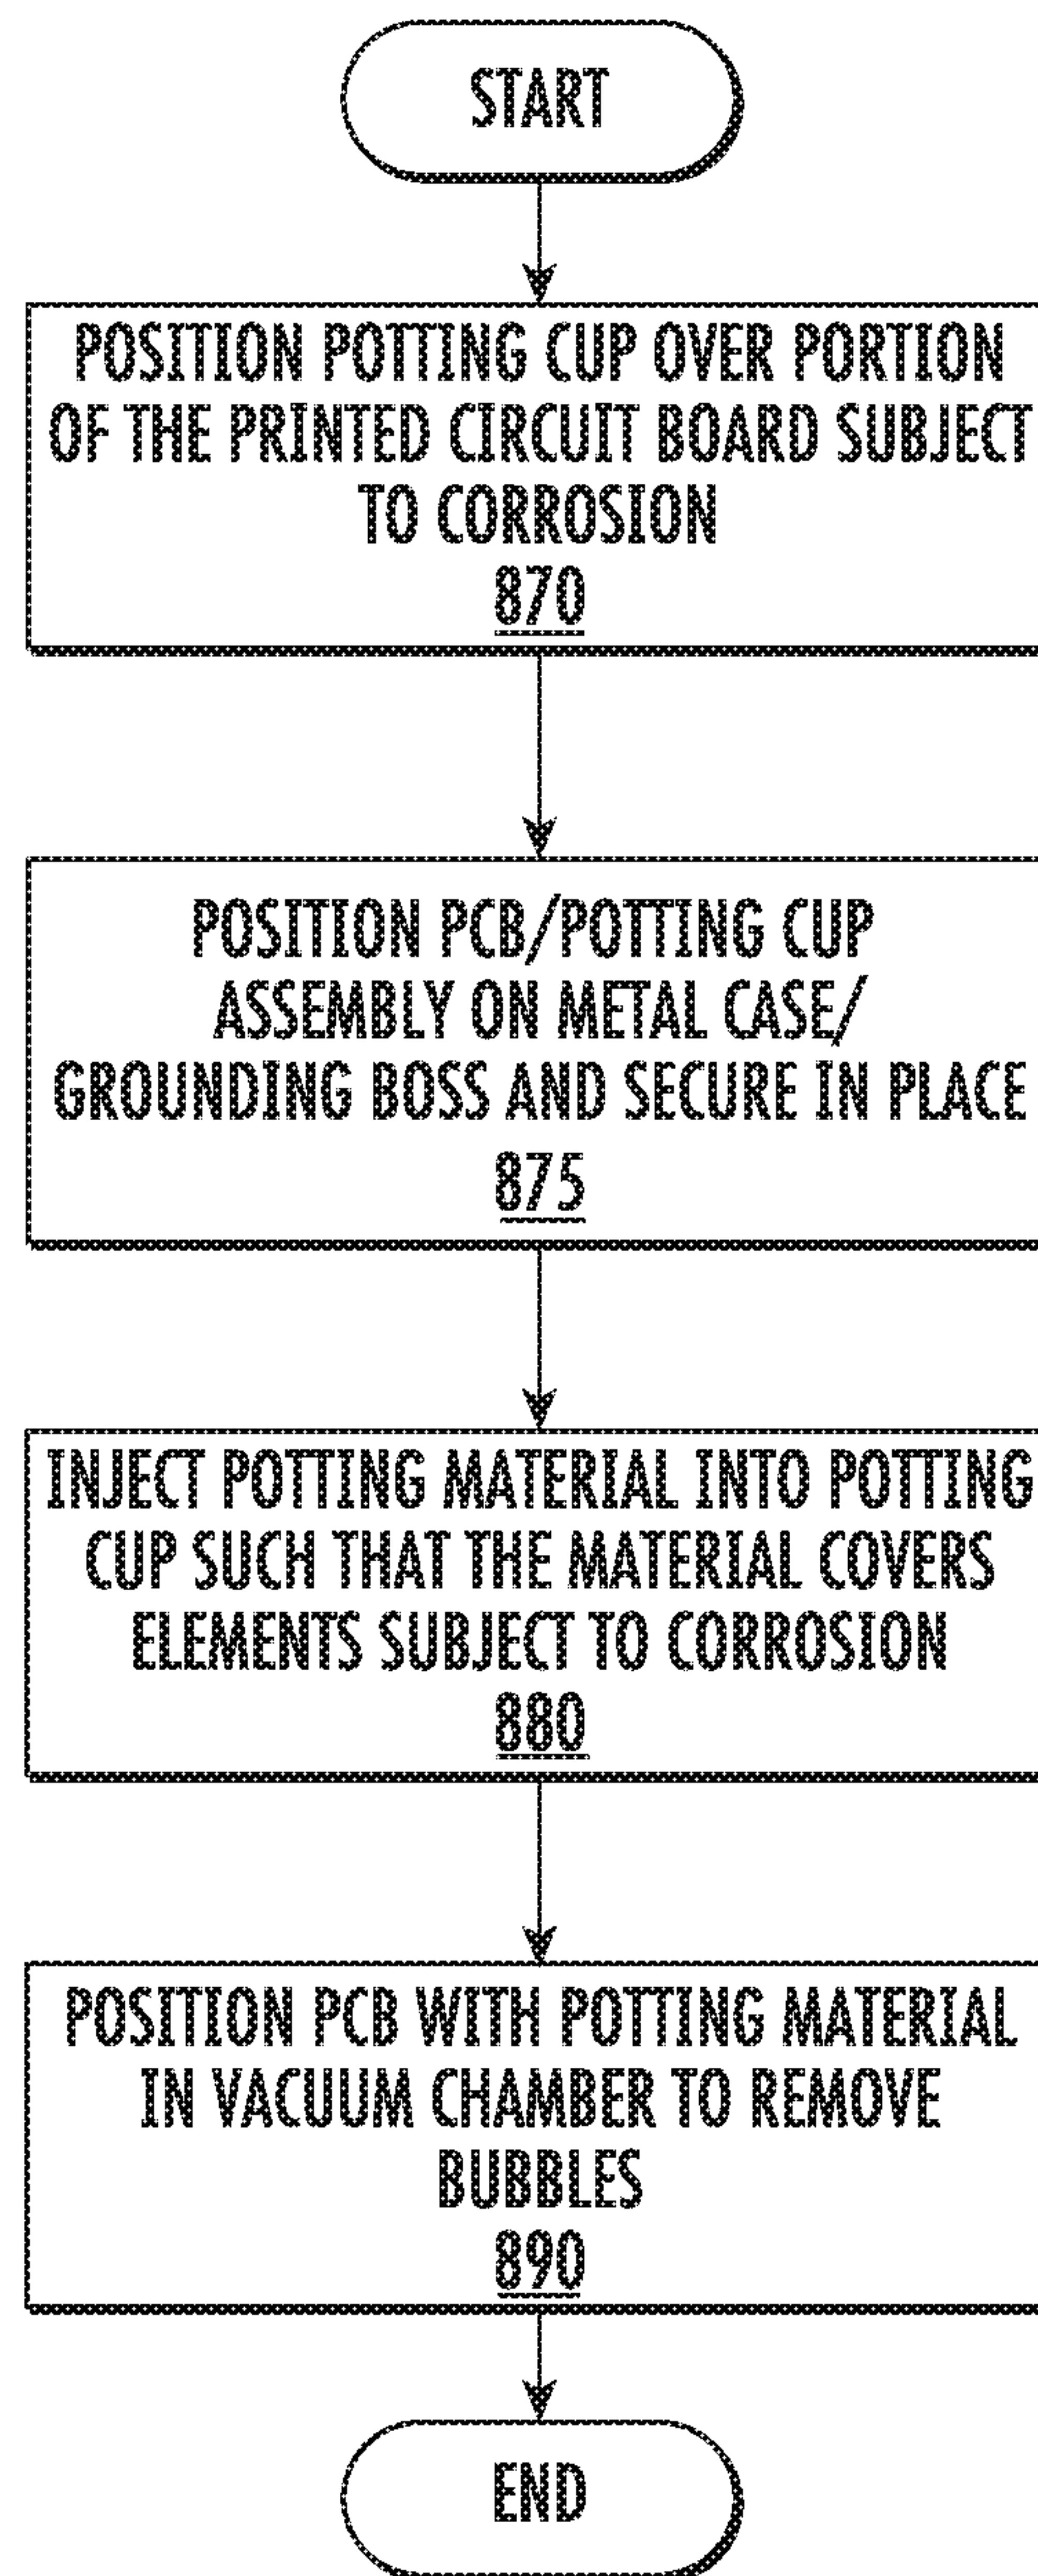 START
POSITION POTTING CUP OVER PORTION
OF THE PRINTED CIRCUIT BOARD SUBJECT
TO CORROSION
870
POSITION PCB/POTTING CUP
ASSEMBLY ON METAL CASE/
GROUNDING BOSS AND SECURE IN PLACE
875
INJECT POTTING MATERIAL INTO POTTING
CUP SUCH THAT THE MATERIAL COVERS
ELEMENTS SUBJECT TO CORROSION
880
POSITION PCB WITH POTTING MATERIAL
IN VACUUM CHAMBER TO REMOVE
BUBBLES
890
END